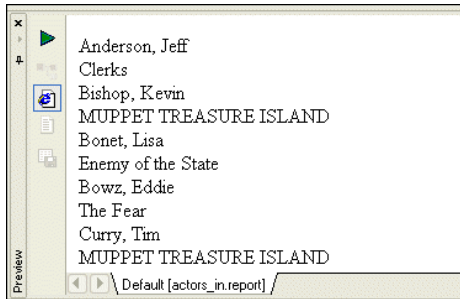 Anderson, Jeff
Clerks
Bishop, Kevin
MUPPET TREASURE ISLAND
Bonet, Lisa
Enemy of the State
Bowz, Eddie
The Fear
Curry, Tim
MUPPET TREASURE ISLAND
Preview
Default [actors_in.report]